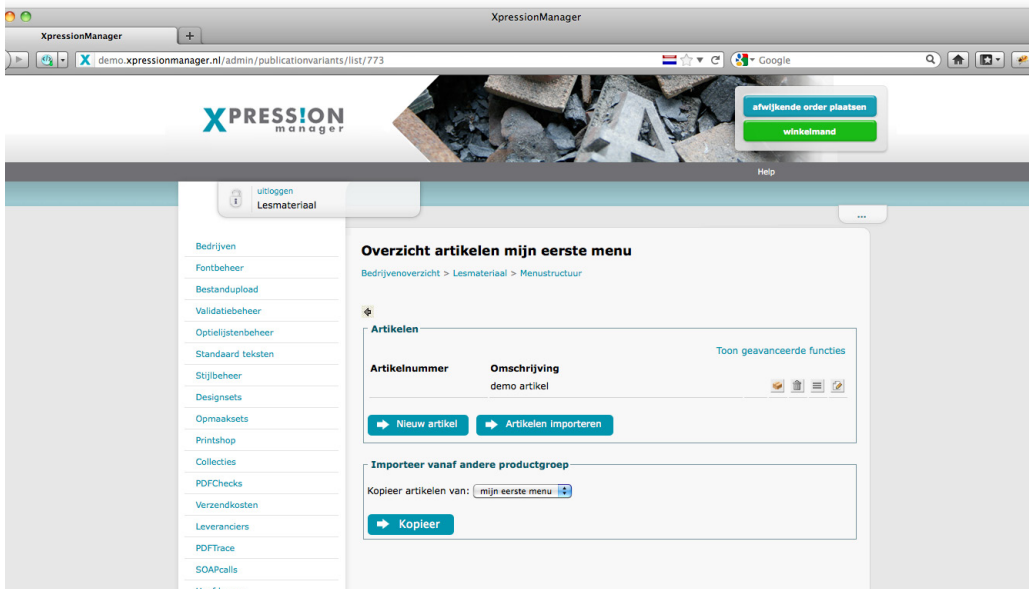 XpressionManager
XpressionManager
demo.xpressionmanager.nl/admin/publicationvariants/list/773
Google
XPRESS!ON
manager
afwijkende order plaatsen
winkelmand
Help
uitloggen
Lesmateriaal
...
Bedrijven
Fontbeheer
Bestandupload
Validatiebeheer
Optielijstenbeheer
Standaard teksten
Stijlbeheer
Designsets
Opmaaksets
Printshop
Collecties
PDFChecks
Verzendkosten
Leveranciers
PDFTrace
SOAPcalls
Overzicht artikelen mijn eerste menu
Bedrijvenoverzicht > Lesmateriaal > Menustructuur
Artikelen
Toon geavanceerde functies
Artikelnummer Omschrijving
demo artikel
Nieuw artikel Artikelen importeren
Importeer vanaf andere productgroep
Kopieer artikelen van: mijn eerste menu
Kopieer